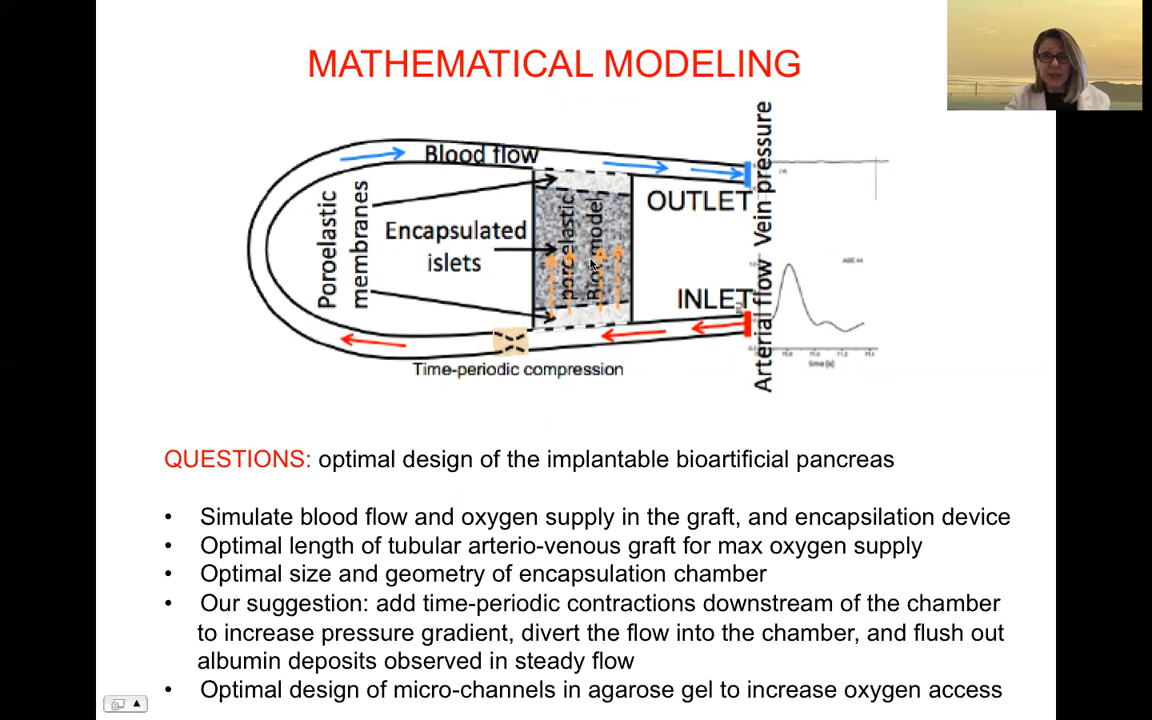 MATHEMATICAL MODELING
Blood flow
Poroelastic
membranes
Encapsulated
islets
poroelastic
Biot model
OUTLET
INLET
Vein pressure
Arterial flow
AGE 44
time [s]
Time-periodic compression
QUESTIONS: optimal design of the implantable bioartificial pancreas
• Simulate blood flow and oxygen supply in the graft, and encapsilation device
• Optimal length of tubular arterio-venous graft for max oxygen supply
• Optimal size and geometry of encapsulation chamber
• Our suggestion: add time-periodic contractions downstream of the chamber
to increase pressure gradient, divert the flow into the chamber, and flush out
albumin deposits observed in steady flow
• Optimal design of micro-channels in agarose gel to increase oxygen access